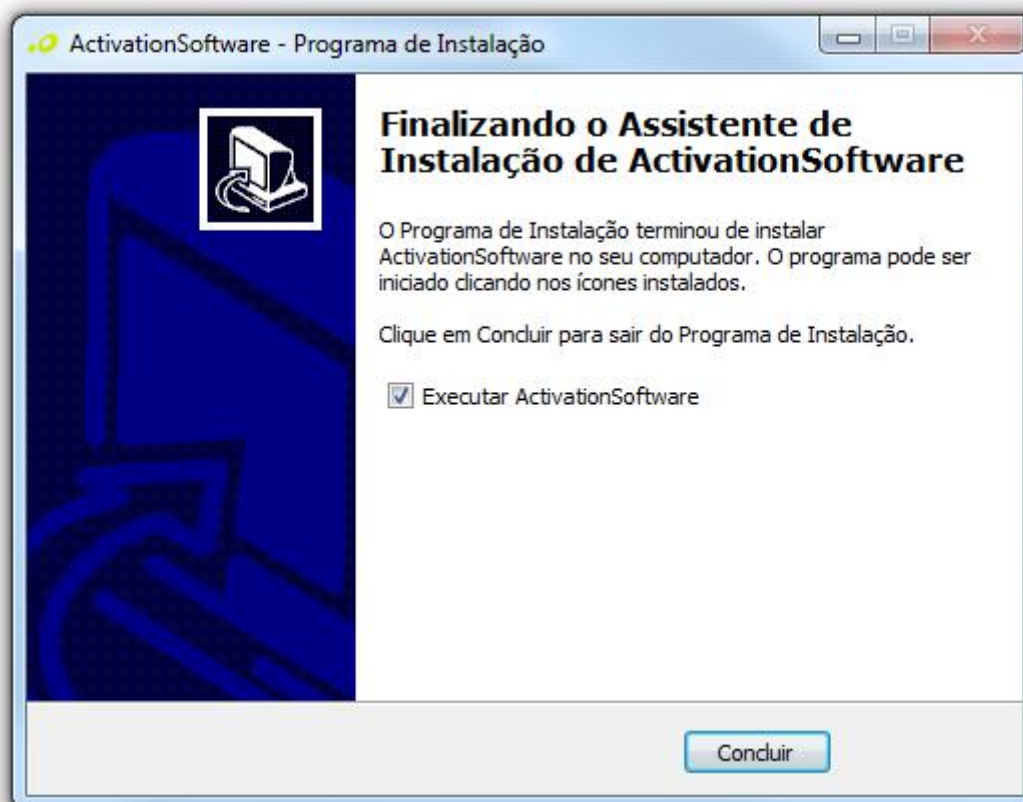 ActivationSoftware - Programa de Instalação
Finalizando o Assistente de
Instalação de ActivationSoftware
O Programa de Instalação terminou de instalar
ActivationSoftware no seu computador. O programa pode ser
iniciado clicando nos ícones instalados.
Clique em Concluir para sair do Programa de Instalação.
Executar ActivationSoftware
Concluir